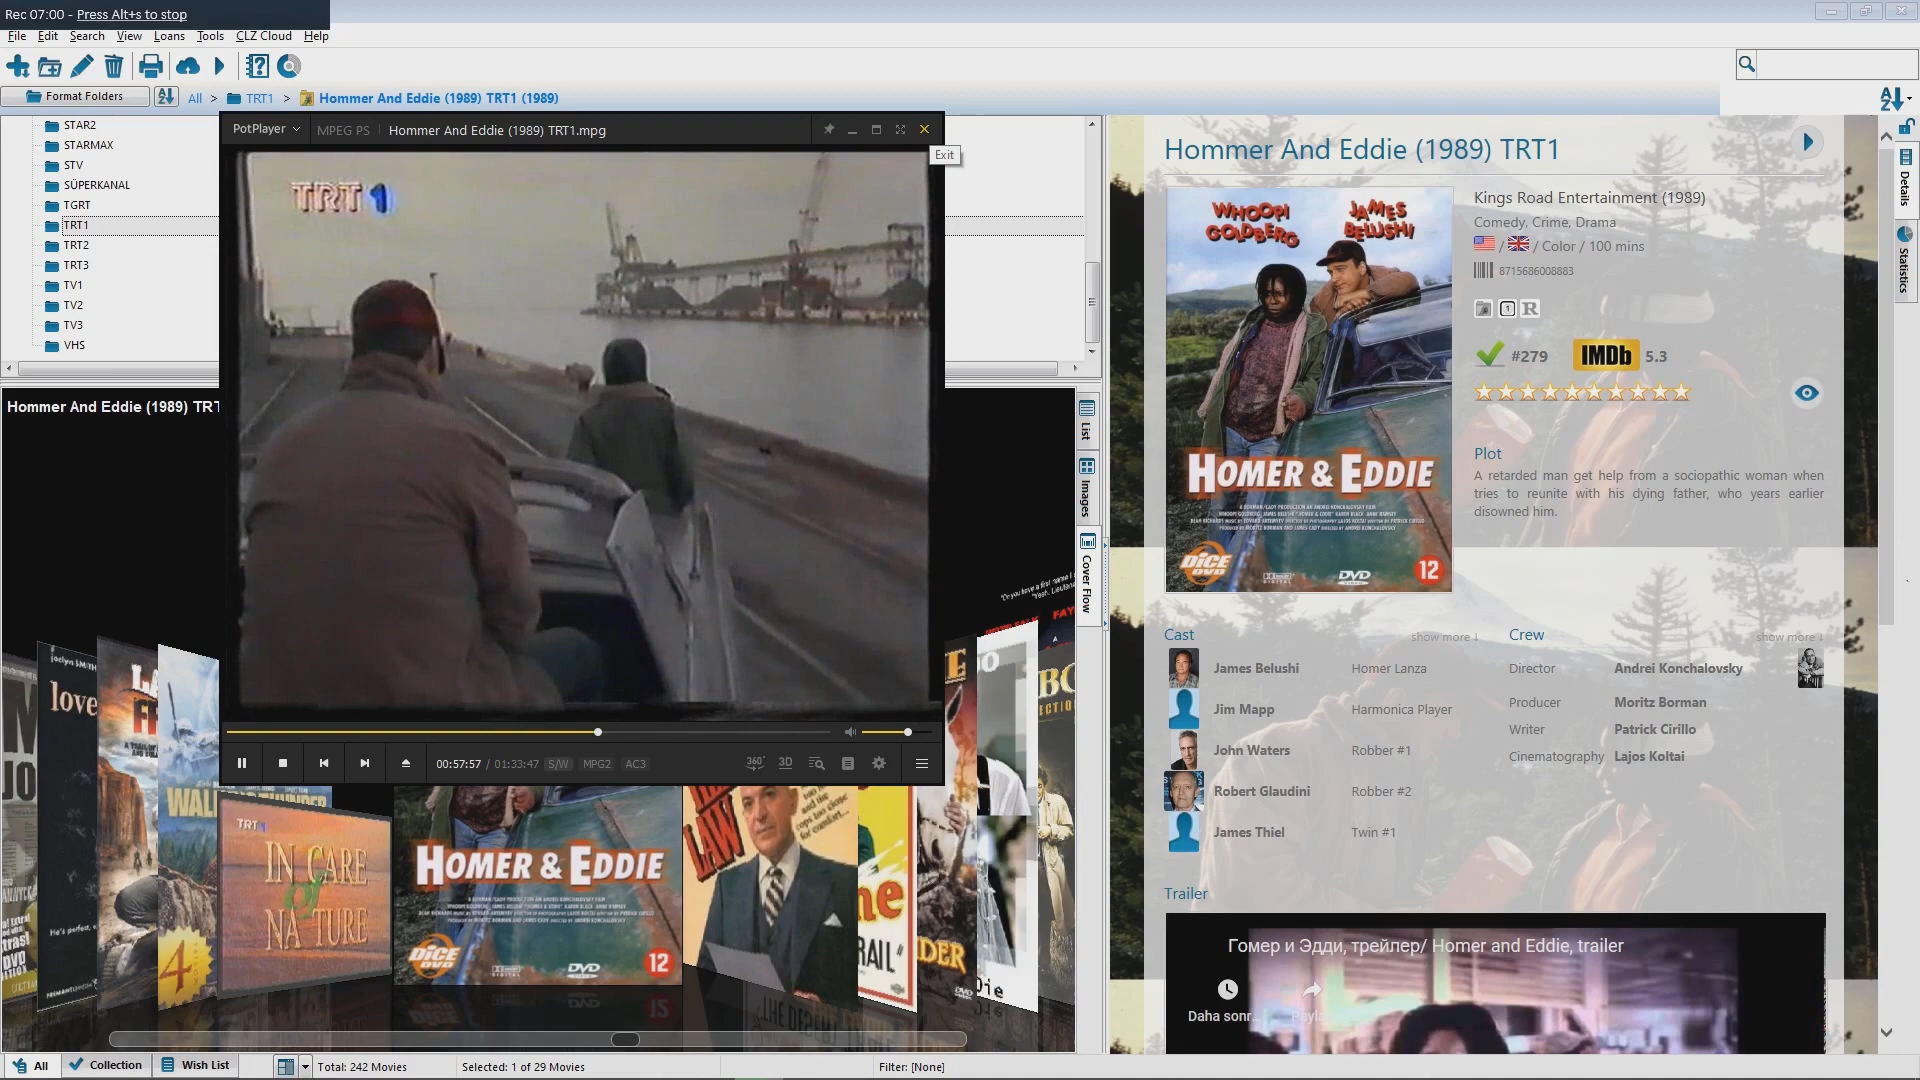 Rec 07:00 - Press Alt+s to stop
File Edit Search View Loans Tools CLZ Cloud Help
Format Folders
All > TRT1 > Hommer And Eddie (1989) TRT1 (1989)
STAR2
STARMAX
STV
SÜPERKANAL
TGRT
TRT1
TRT2
TRT3
TV1
TV2
TV3
VHS
PotPlayer
MPEG PS
Hommer And Eddie (1989) TRT1.mpg
Exit
TRT 1
00:57:57 / 01:33:47 S/W MPG2 AC3
360°
3D
Hommer And Eddie (1989) TRT
List
Images
Cover Flow
love
WAL
4
TRT 1
IN CARE
of
NATURE
HOMER & EDDIE
DICE
DVD
DVD
12
LAW
RAIL"
DER
Die
Hommer And Eddie (1989) TRT1
WHOOPI
GOLDBERG
JAMES
BELUSHI
HOMER & EDDIE
DICE
DVD
DVD
12
Kings Road Entertainment (1989)
Comedy, Crime, Drama
/ / Color / 100 mins
8715686008883
1 R
#279
IMDb 5.3
Plot
A retarded man get help from a sociopathic woman when
tries to reunite with his dying father, who years earlier
disowned him.
Cast
show more ↓
James Belushi Homer Lanza
Jim Mapp Harmonica Player
John Waters Robber #1
Robert Glaudini Robber #2
James Thiel Twin #1
Crew
show more ↓
Director Andrei Konchalovsky
Producer Moritz Borman
Writer Patrick Cirillo
Cinematography Lajos Koltai
Trailer
Гомер и Эдди, трейлер/ Homer and Eddie, trailer
Daha sonr...
Details
Statistics
All
Collection
Wish List
Total: 242 Movies
Selected: 1 of 29 Movies
Filter: [None]